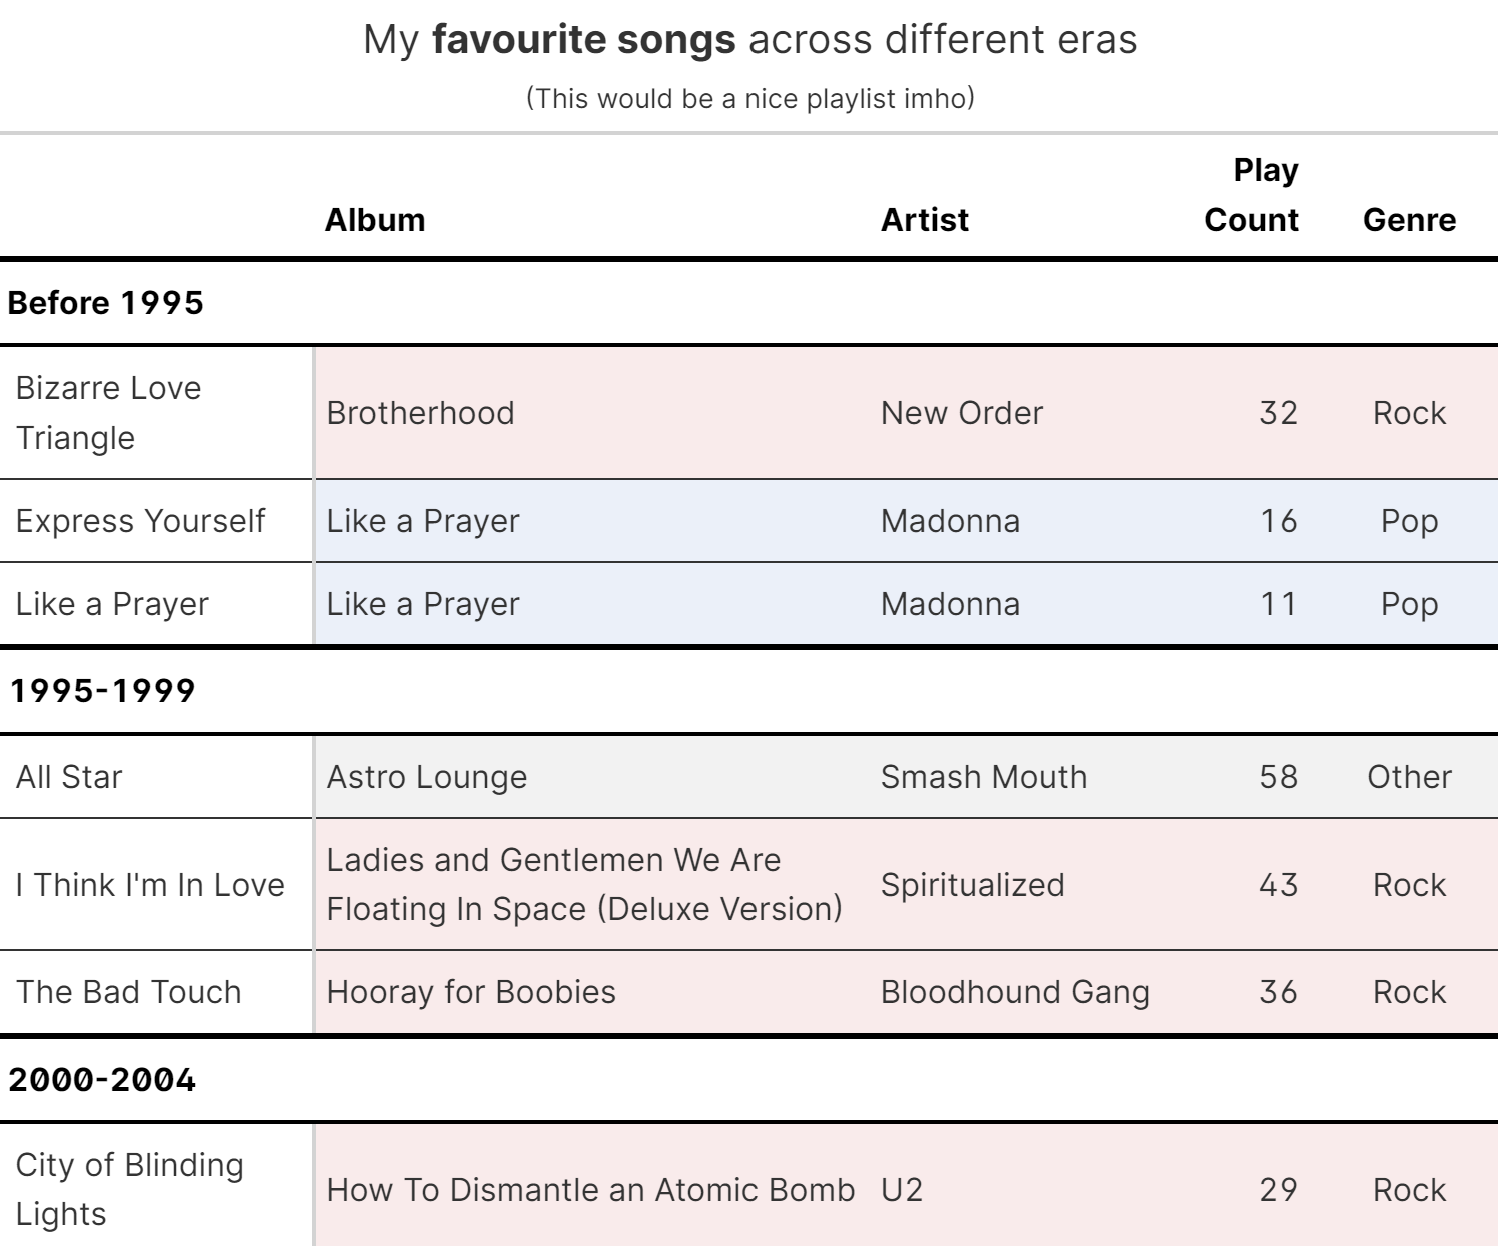 My favourite songs across different eras
(This would be a nice playlist imho)
Album Artist Play Count Genre
Before 1995
Bizarre Love Triangle Brotherhood New Order 32 Rock
Express Yourself Like a Prayer Madonna 16 Pop
Like a Prayer Like a Prayer Madonna 11 Pop
1995-1999
All Star Astro Lounge Smash Mouth 58 Other
I Think I'm In Love Ladies and Gentlemen We Are Floating In Space (Deluxe Version) Spiritualized 43 Rock
The Bad Touch Hooray for Boobies Bloodhound Gang 36 Rock
2000-2004
City of Blinding Lights How To Dismantle an Atomic Bomb U2 29 Rock